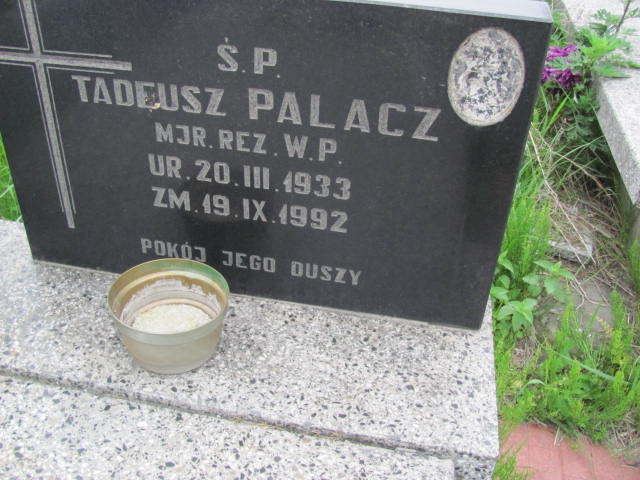 Ś.P.
TADEUSZ PALACZ
MJR. REZ. W.P.
UR. 20. III. 1933
ZM. 19. IX. 1992
POKÓJ JEGO DUSZY